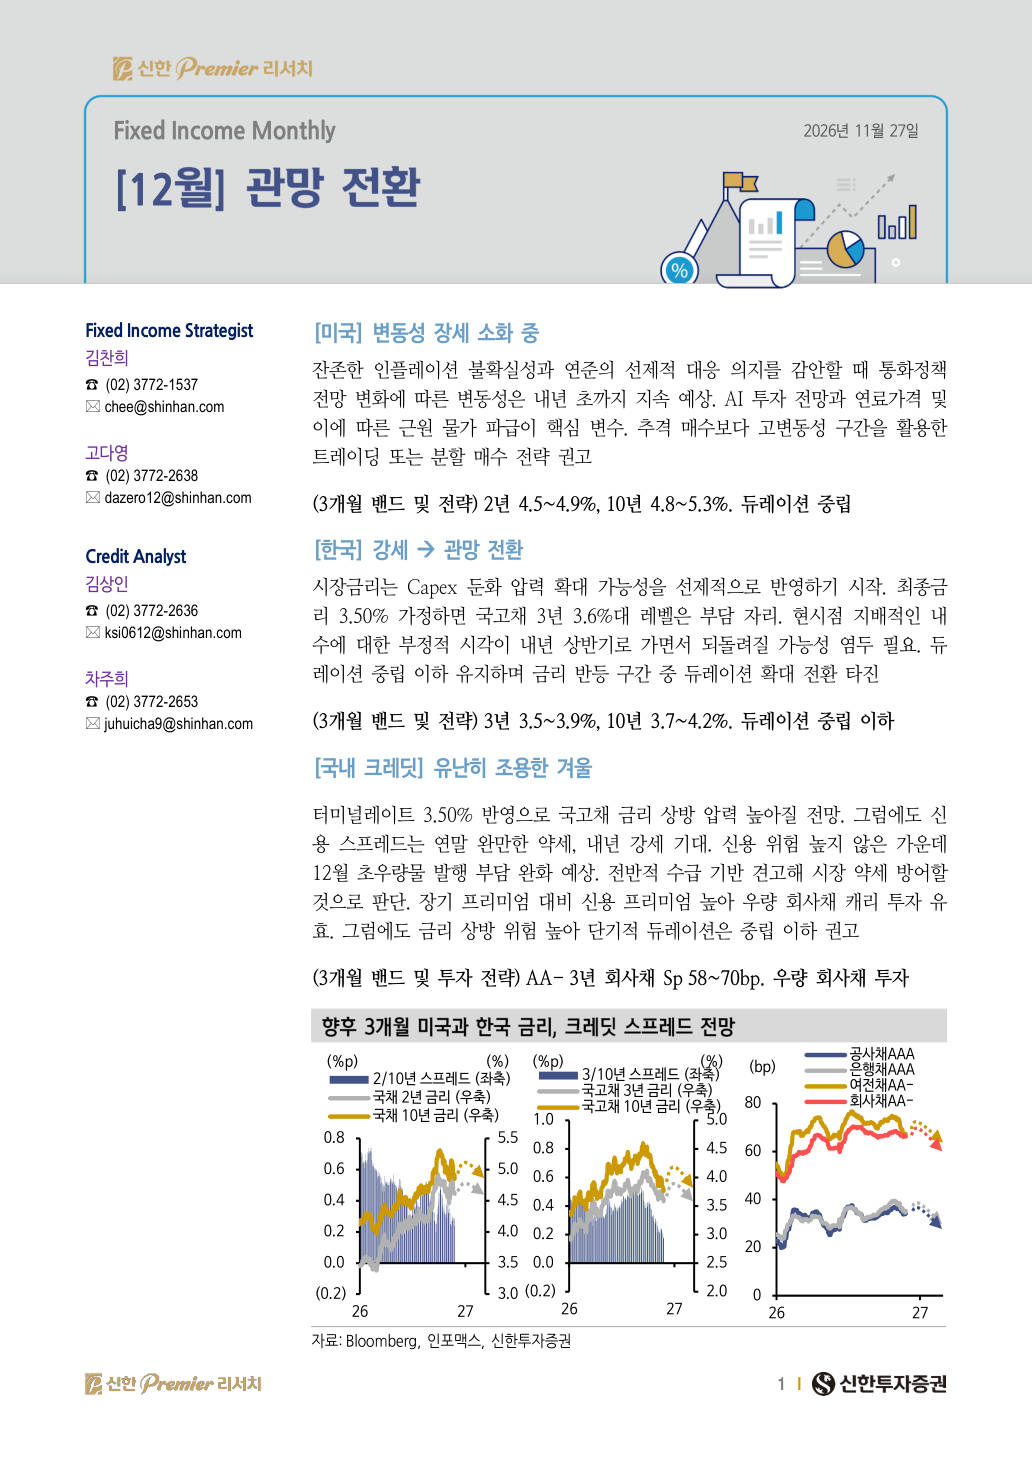 신한 Premier 리서치
Fixed Income Monthly
2026년 11월 27일
[12월] 관망 전환
%
Fixed Income Strategist
김찬희
☎ (02) 3772-1537
✉ chee@shinhan.com
고다영
☎ (02) 3772-2638
✉ dazero12@shinhan.com
Credit Analyst
김상인
☎ (02) 3772-2636
✉ ksi0612@shinhan.com
차주희
☎ (02) 3772-2653
✉ juhuicha9@shinhan.com
[미국] 변동성 장세 소화 중
잔존한 인플레이션 불확실성과 연준의 선제적 대응 의지를 감안할 때 통화정책
전망 변화에 따른 변동성은 내년 초까지 지속 예상. AI 투자 전망과 연료가격 및
이에 따른 근원 물가 파급이 핵심 변수. 추격 매수보다 고변동성 구간을 활용한
트레이딩 또는 분할 매수 전략 권고
(3개월 밴드 및 전략) 2년 4.5~4.9%, 10년 4.8~5.3%. 듀레이션 중립
[한국] 강세 → 관망 전환
시장금리는 Capex 둔화 압력 확대 가능성을 선제적으로 반영하기 시작. 최종금
리 3.50% 가정하면 국고채 3년 3.6%대 레벨은 부담 자리. 현시점 지배적인 내
수에 대한 부정적 시각이 내년 상반기로 가면서 되돌려질 가능성 염두 필요. 듀
레이션 중립 이하 유지하며 금리 반등 구간 중 듀레이션 확대 전환 타진
(3개월 밴드 및 전략) 3년 3.5~3.9%, 10년 3.7~4.2%. 듀레이션 중립 이하
[국내 크레딧] 유난히 조용한 겨울
터미널레이트 3.50% 반영으로 국고채 금리 상방 압력 높아질 전망. 그럼에도 신
용 스프레드는 연말 완만한 약세, 내년 강세 기대. 신용 위험 높지 않은 가운데
12월 초우량물 발행 부담 완화 예상. 전반적 수급 기반 견고해 시장 약세 방어할
것으로 판단. 장기 프리미엄 대비 신용 프리미엄 높아 우량 회사채 캐리 투자 유
효. 그럼에도 금리 상방 위험 높아 단기적 듀레이션은 중립 이하 권고
(3개월 밴드 및 투자 전략) AA- 3년 회사채 Sp 58~70bp. 우량 회사채 투자
향후 3개월 미국과 한국 금리, 크레딧 스프레드 전망
(%p) (%)
2/10년 스프레드 (좌축)
국채 2년 금리 (우축)
국채 10년 금리 (우축)
0.8 5.5
0.6 5.0
0.4 4.5
0.2 4.0
0.0 3.5
(0.2) 3.0
26 27
(%p) (%)
3/10년 스프레드 (좌축)
국고채 3년 금리 (우축)
국고채 10년 금리 (우축)
1.0 5.0
0.8 4.5
0.6 4.0
0.4 3.5
0.2 3.0
0.0 2.5
(0.2) 2.0
26 27
(bp)
공사채AAA
은행채AAA
여전채AA-
회사채AA-
80
60
40
20
0
26 27
자료: Bloomberg, 인포맥스, 신한투자증권
신한 Premier 리서치
1 | 신한투자증권